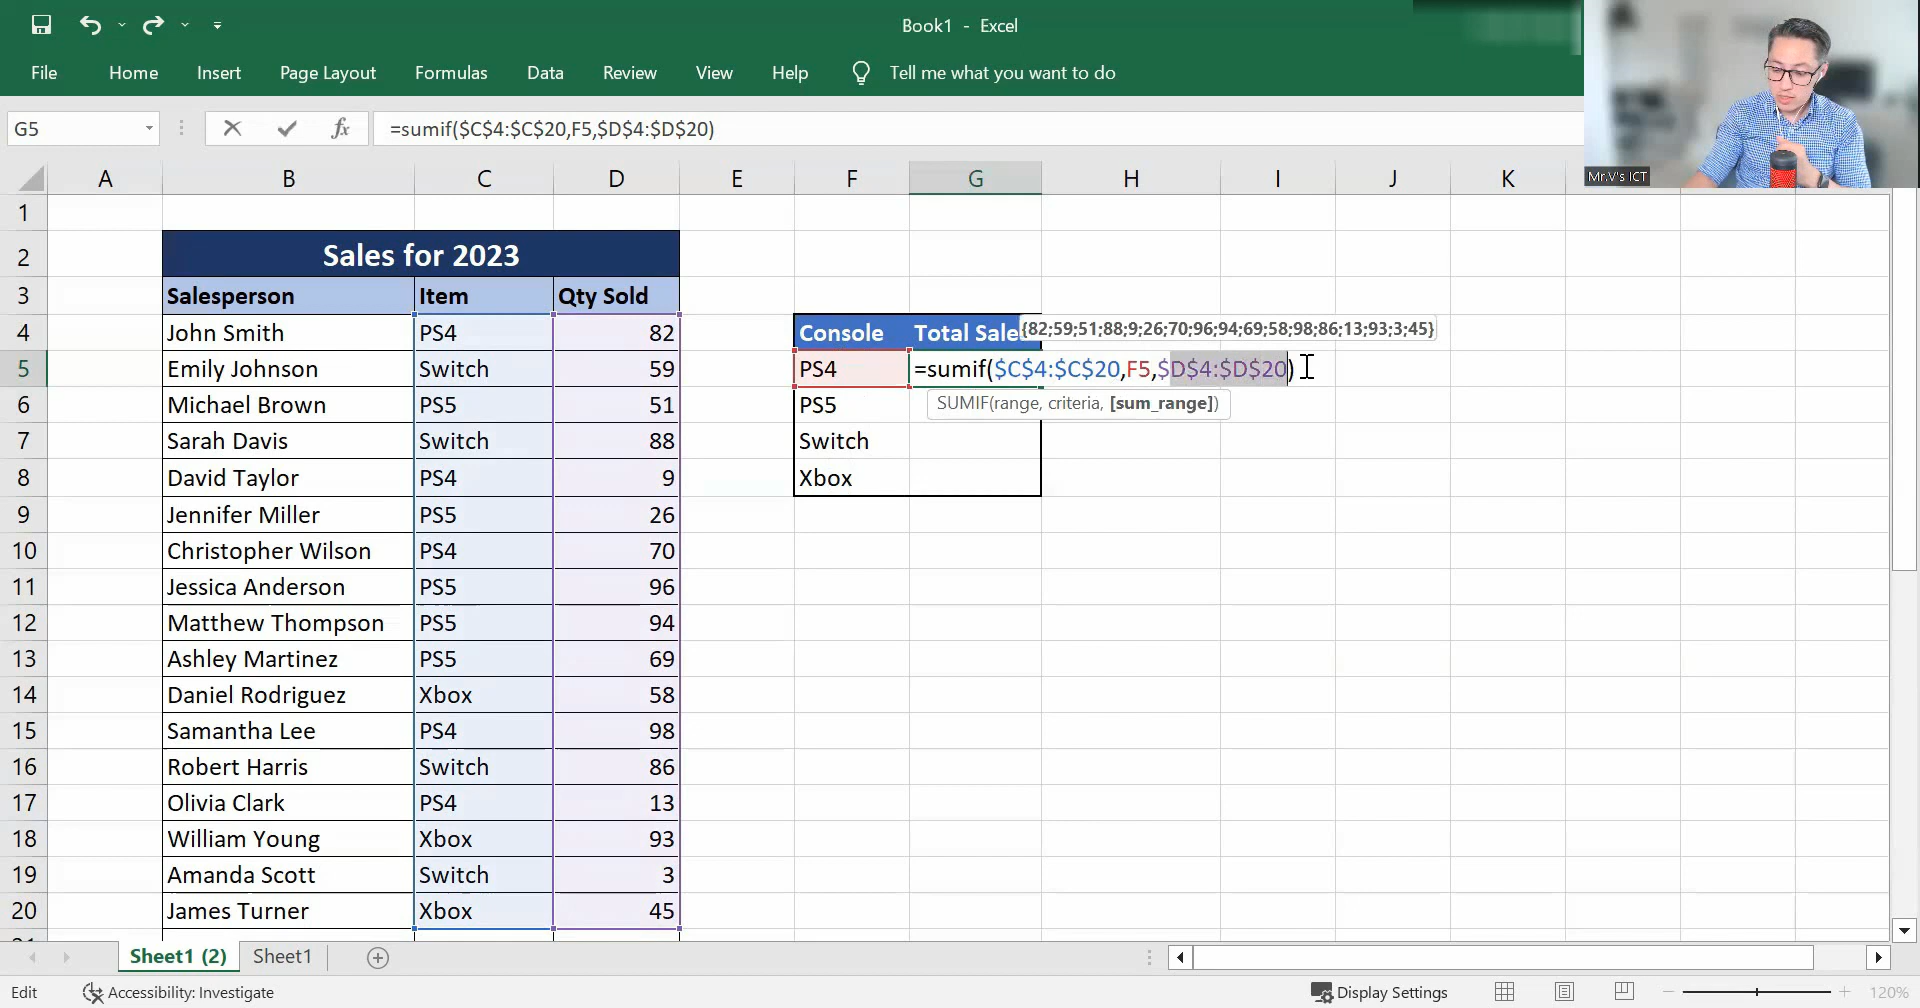 Book1 - Excel
File Home Insert Page Layout Formulas Data Review View Help Tell me what you want to do
Mr.V's ICT
G5 fx =sumif($C$4:$C$20,F5,$D$4:$D$20)
A B C D E F G H I J K
1
2 Sales for 2023
3 Salesperson Item Qty Sold
4 John Smith PS4 82 Console Total Sale {82;59;51;88;9;26;70;96;94;69;58;98;86;13;93;3;45}
5 Emily Johnson Switch 59 PS4 =sumif($C$4:$C$20,F5,$D$4:$D$20)
6 Michael Brown PS5 51 PS5 SUMIF(range, criteria, [sum_range])
7 Sarah Davis Switch 88 Switch
8 David Taylor PS4 9 Xbox
9 Jennifer Miller PS5 26
10 Christopher Wilson PS4 70
11 Jessica Anderson PS5 96
12 Matthew Thompson PS5 94
13 Ashley Martinez PS5 69
14 Daniel Rodriguez Xbox 58
15 Samantha Lee PS4 98
16 Robert Harris Switch 86
17 Olivia Clark PS4 13
18 William Young Xbox 93
19 Amanda Scott Switch 3
20 James Turner Xbox 45
Sheet1 (2) Sheet1
Edit Accessibility: Investigate Display Settings 120%